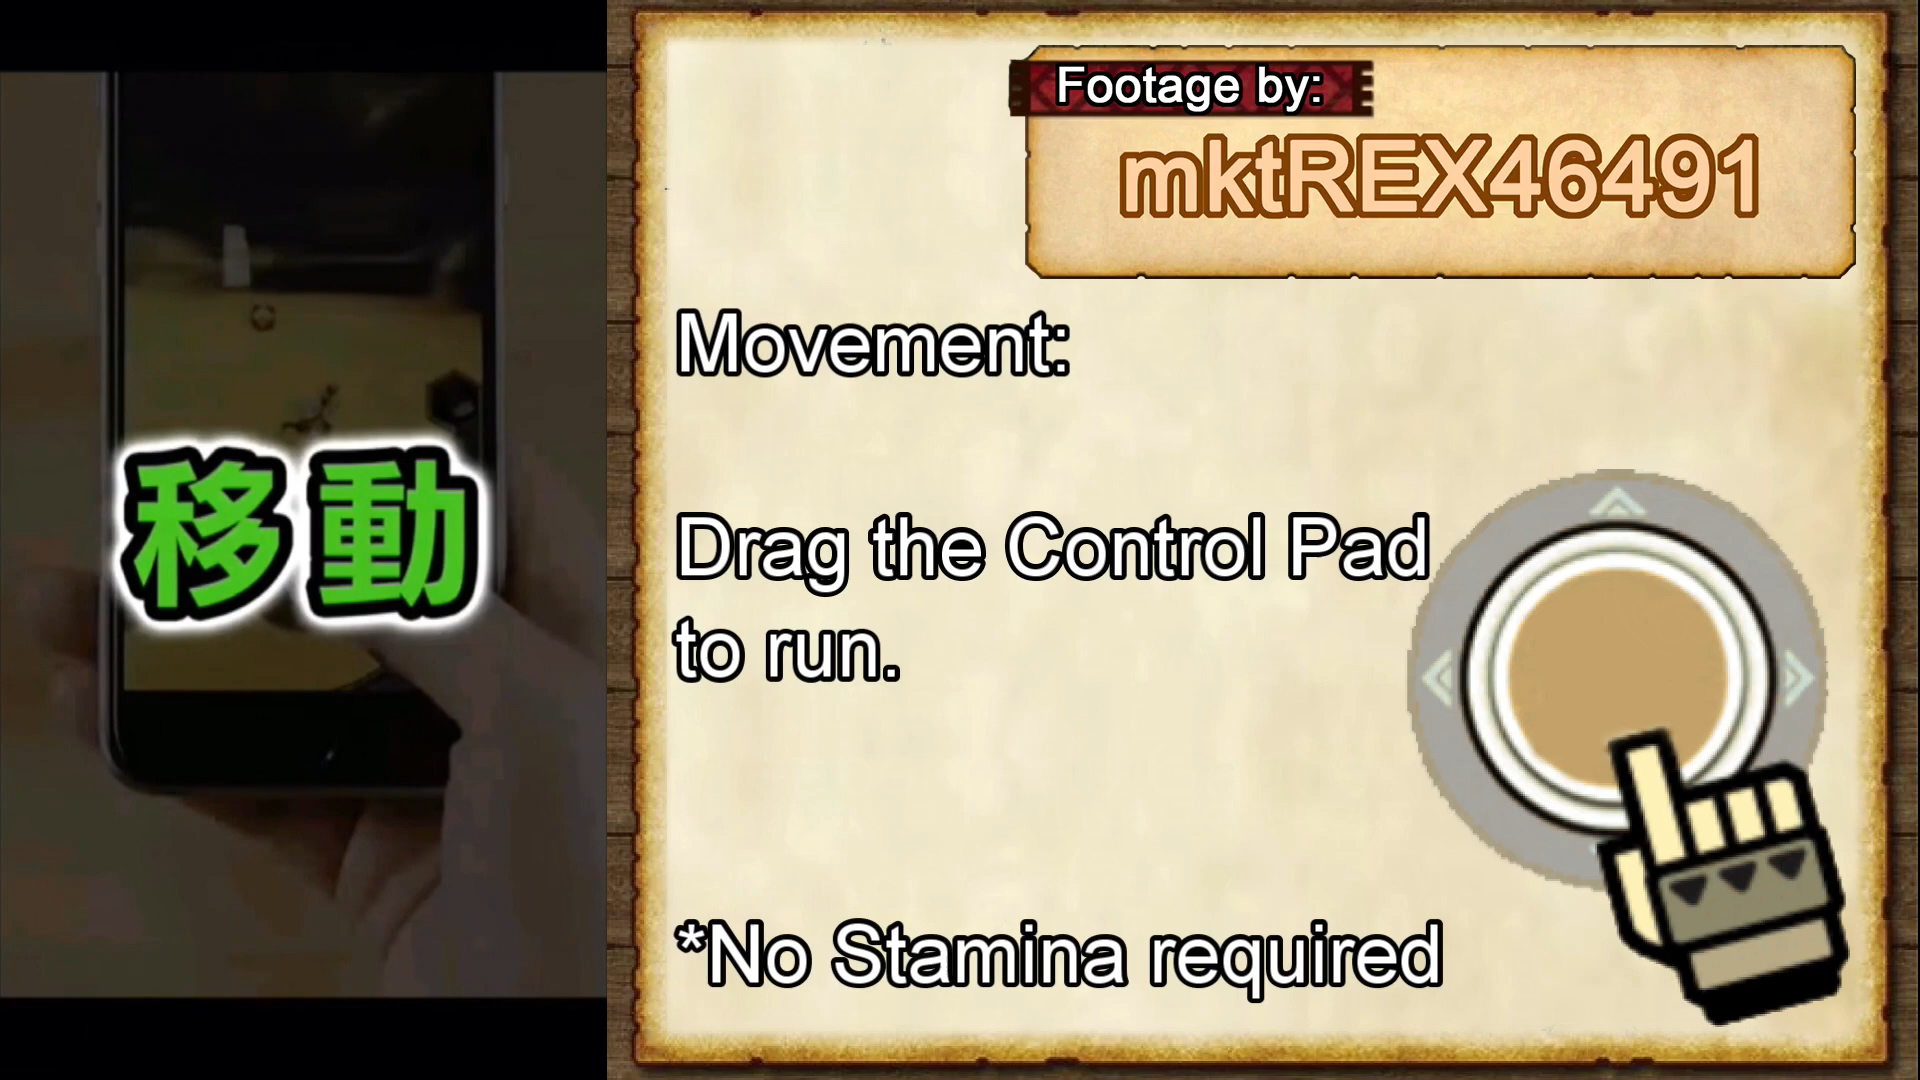 移動
Footage by:
mktREX46491
Movement:
Drag the Control Pad
to run.
*No Stamina required